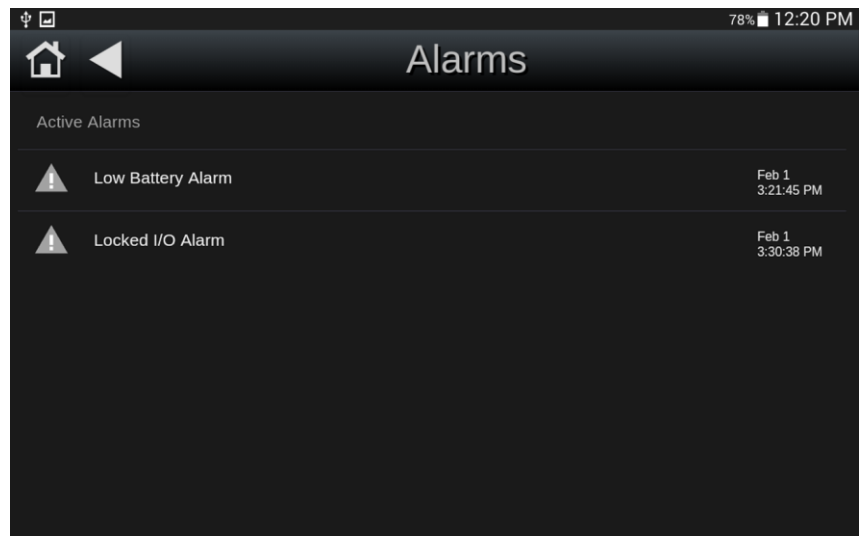 78% 12:20 PM
Alarms
Active Alarms
Low Battery Alarm
Feb 1
3:21:45 PM
Locked I/O Alarm
Feb 1
3:30:38 PM